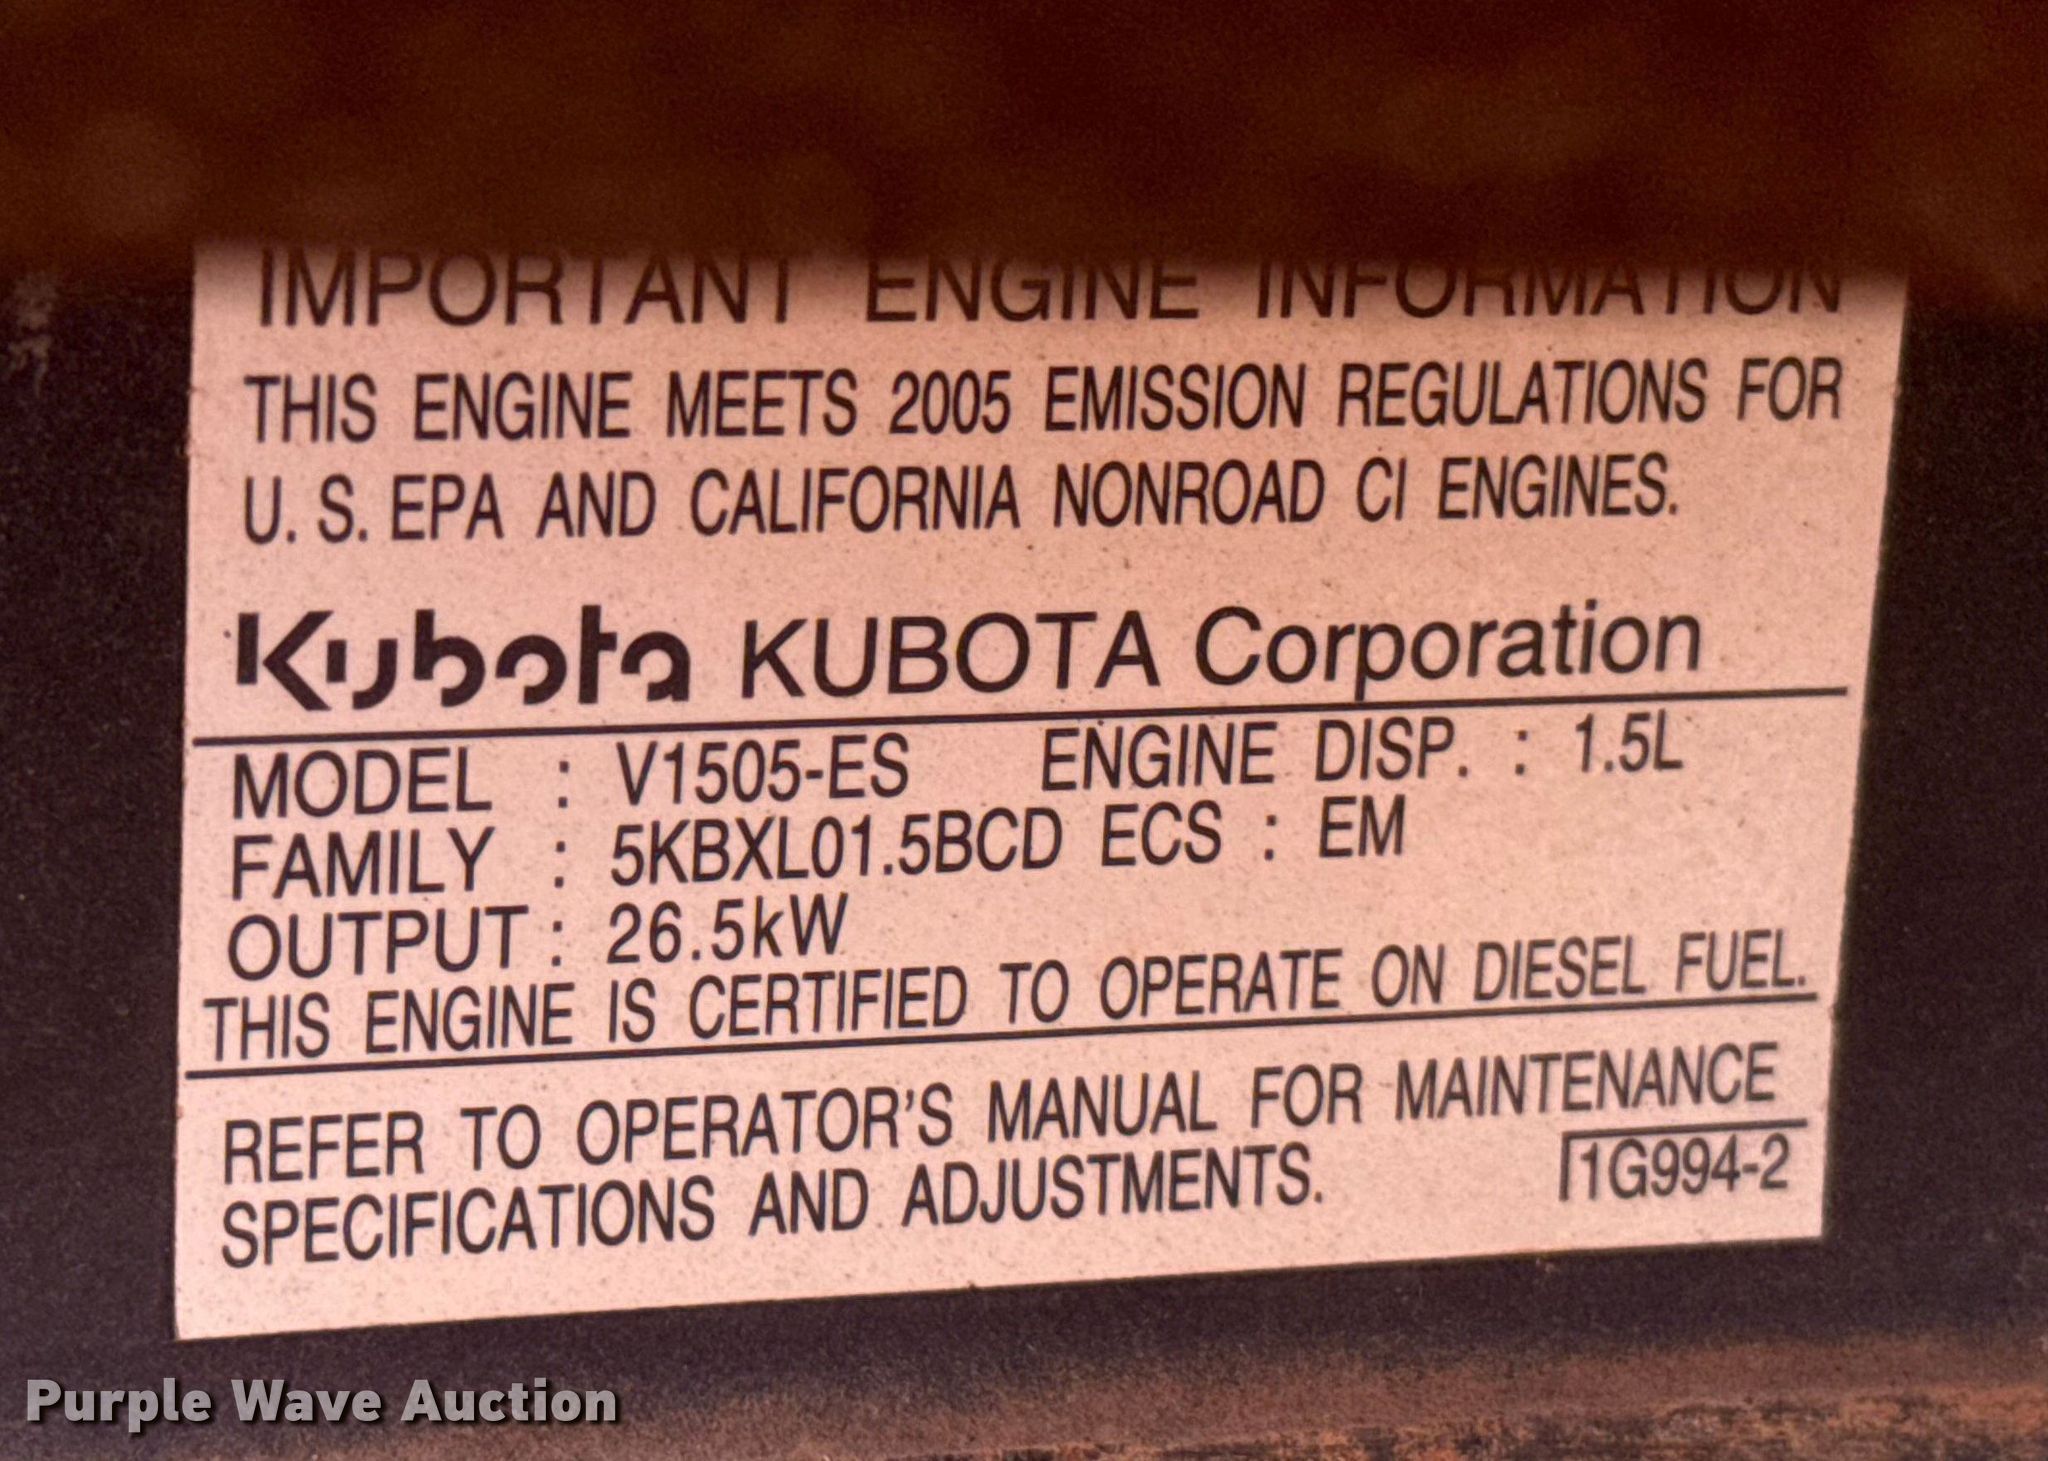 IMPORTANT ENGINE INFORMATION
THIS ENGINE MEETS 2005 EMISSION REGULATIONS FOR
U. S. EPA AND CALIFORNIA NONROAD CI ENGINES.
Kubota KUBOTA Corporation
MODEL : V1505-ES ENGINE DISP. : 1.5L
FAMILY : 5KBXL01.5BCD ECS : EM
OUTPUT : 26.5kW
THIS ENGINE IS CERTIFIED TO OPERATE ON DIESEL FUEL.
REFER TO OPERATOR'S MANUAL FOR MAINTENANCE
SPECIFICATIONS AND ADJUSTMENTS. 1G994-2
Purple Wave Auction